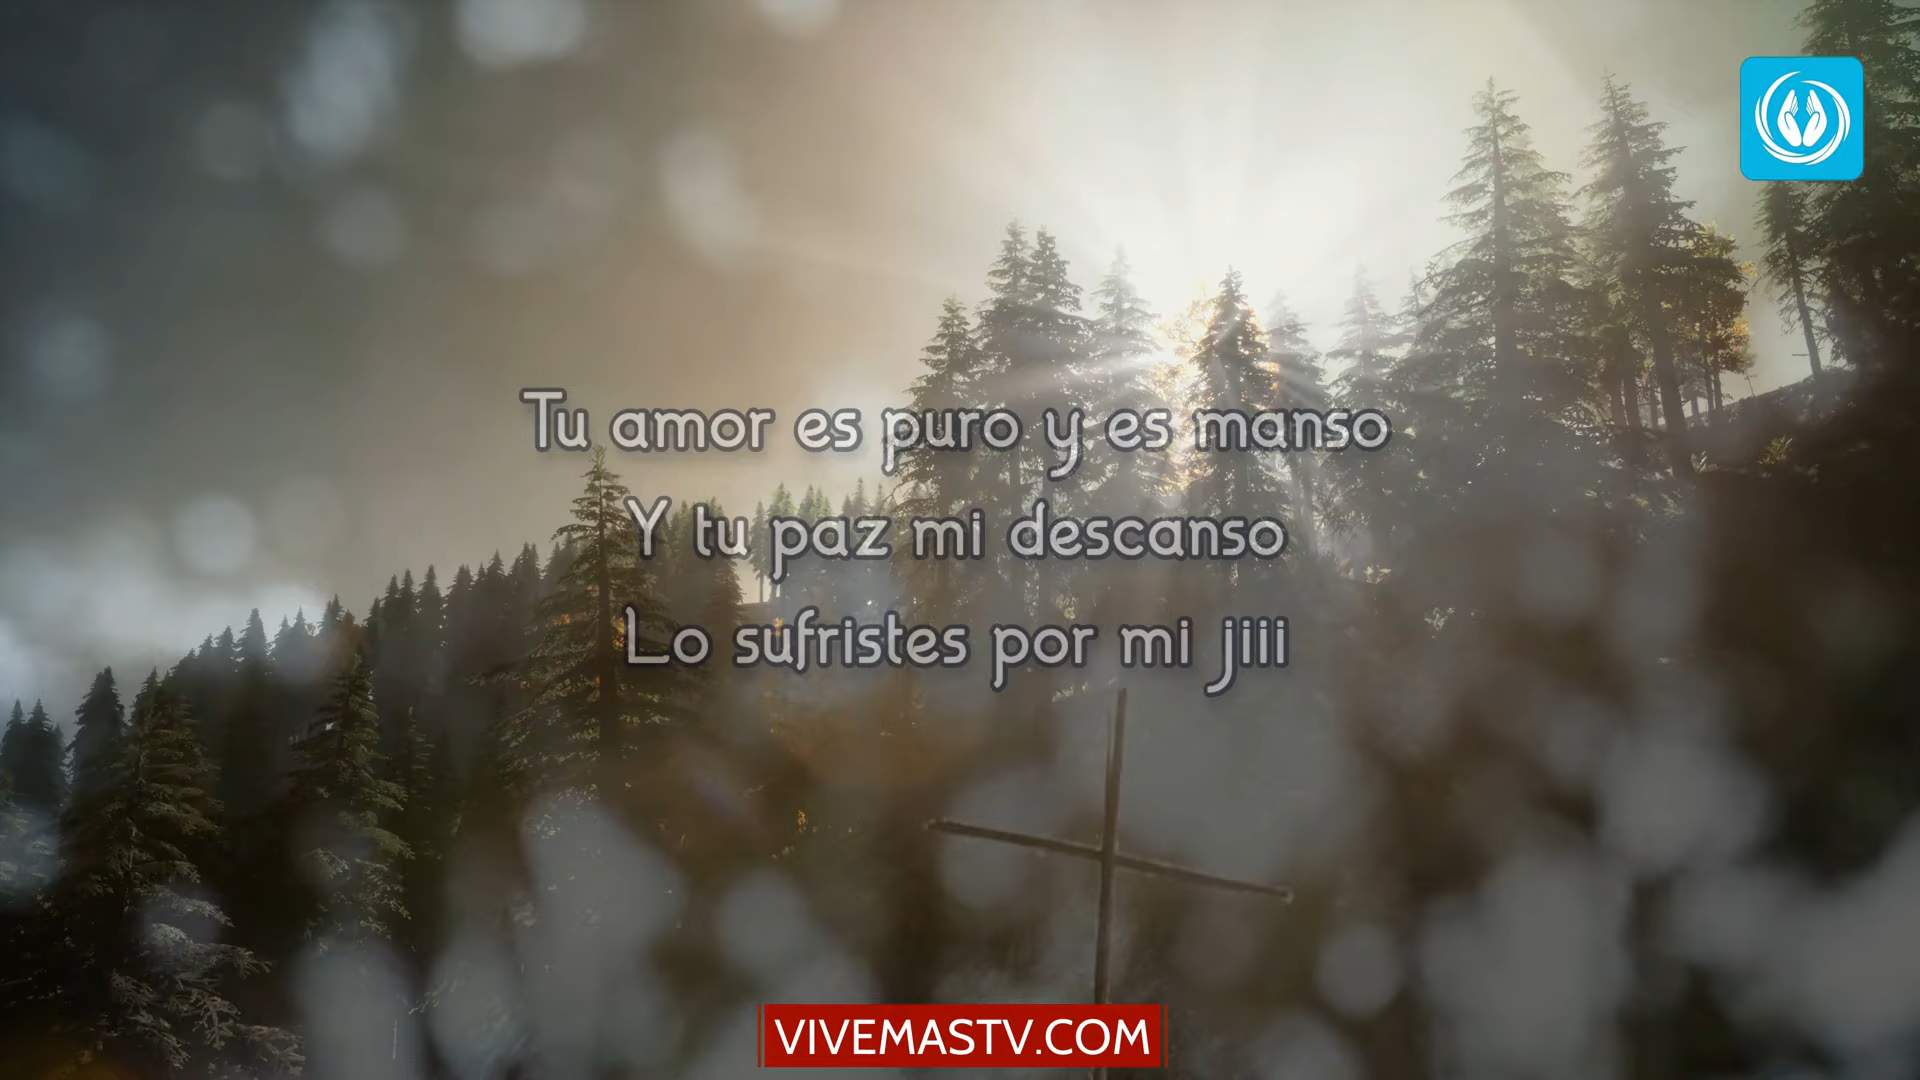 Tu amor es puro y es manso
Y tu paz mi descanso
Lo sufristes por mi jiii
VIVEMASTV.COM